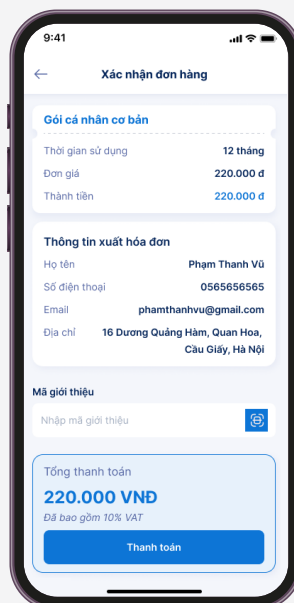 9:41
Xác nhận đơn hàng
Gói cá nhân cơ bản
Thời gian sử dụng 12 tháng
Đơn giá 220.000 đ
Thành tiền 220.000 đ
Thông tin xuất hóa đơn
Họ tên Phạm Thanh Vũ
Số điện thoại 0565656565
Email phamthanhvu@gmail.com
Địa chỉ 16 Dương Quảng Hàm, Quan Hoa,
Cầu Giấy, Hà Nội
Mã giới thiệu
Nhập mã giới thiệu
Tổng thanh toán
220.000 VNĐ
Đã bao gồm 10% VAT
Thanh toán